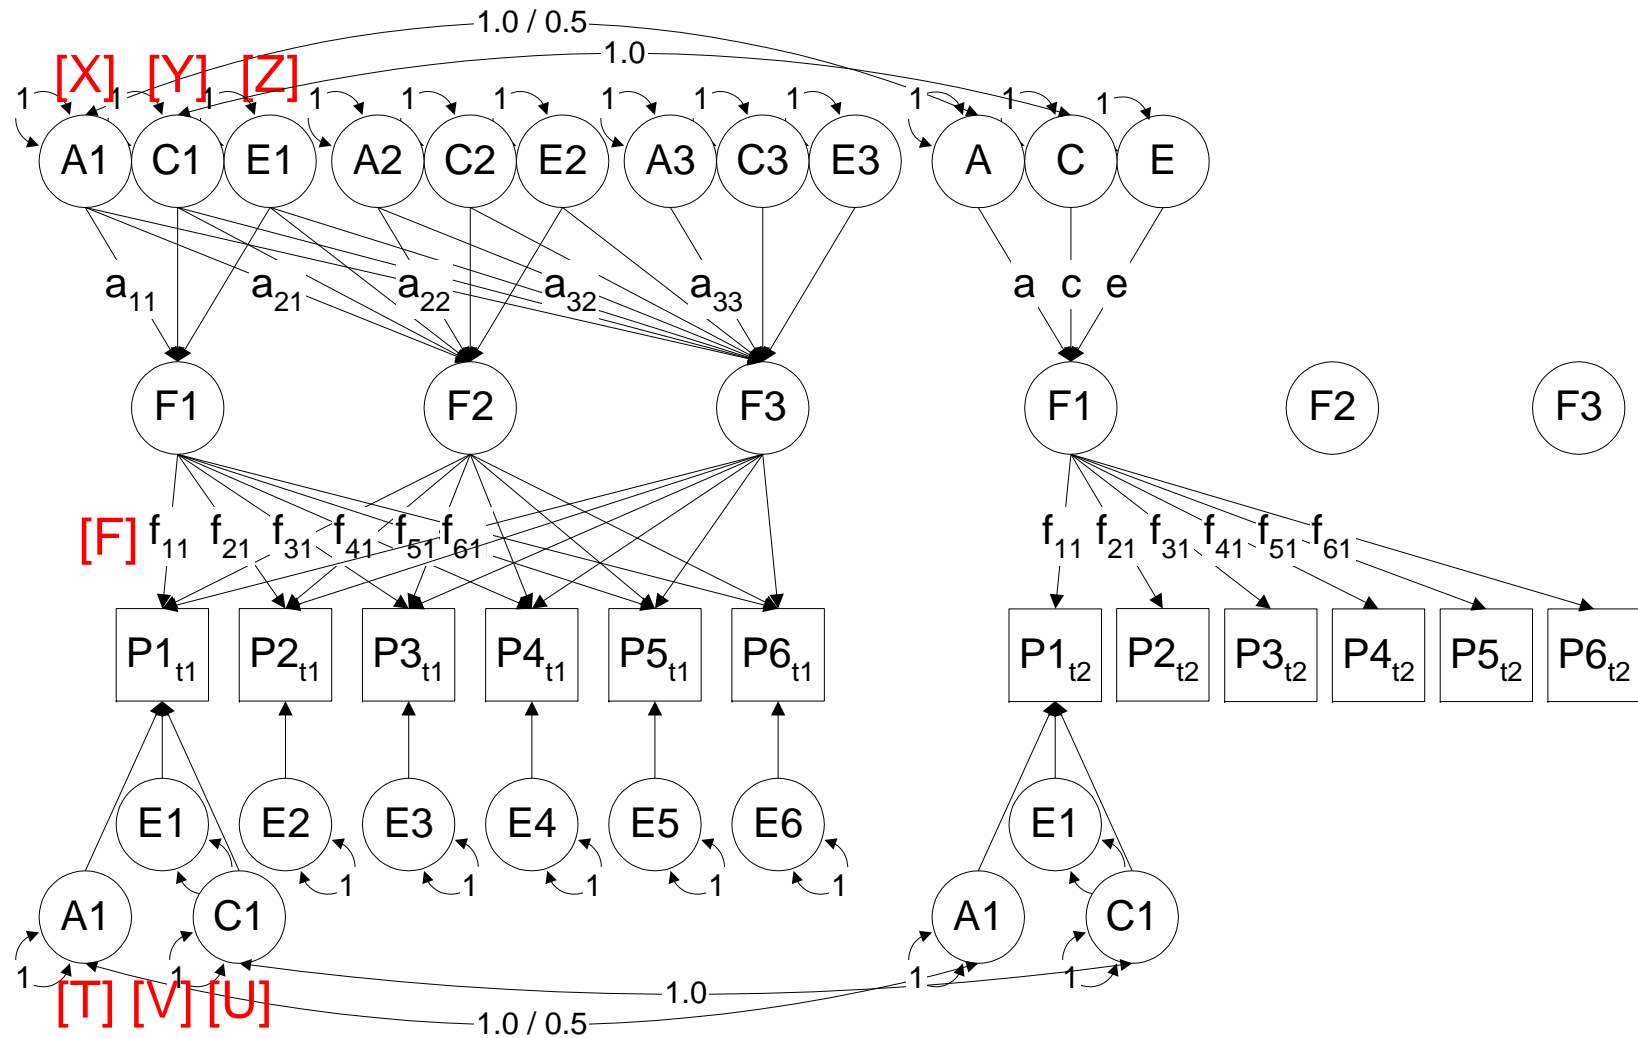 1.0 / 0.5
1.0
[X] [Y] [Z]
1 1 1 1 1 1 1 1 1 1 1 1
A1 C1 E1 A2 C2 E2 A3 C3 E3 A C E
a11 a21 a22 a32 a33 a c e
F1 F2 F3 F1 F2 F3
[F] f11 f21 f31 f41 f51 f61 f11 f21 f31 f41 f51 f61
P1t1 P2t1 P3t1 P4t1 P5t1 P6t1 P1t2 P2t2 P3t2 P4t2 P5t2 P6t2
E1 E2 E3 E4 E5 E6 E1
1 1 1 1 1
A1 C1 A1 C1
1 1 1 1
[T] [V] [U]
1.0
1.0 / 0.5